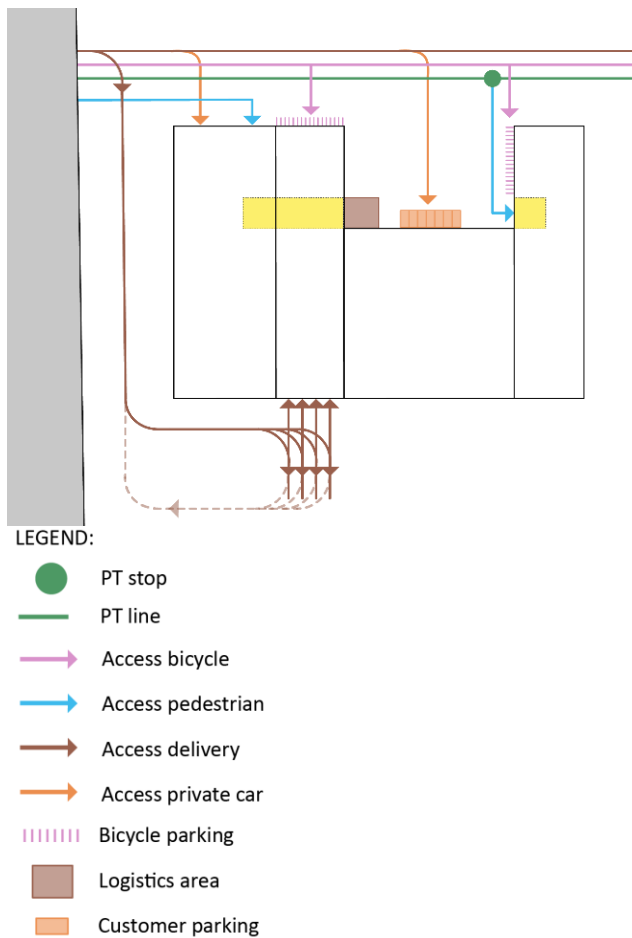 LEGEND:
PT stop
PT line
Access bicycle
Access pedestrian
Access delivery
Access private car
Bicycle parking
Logistics area
Customer parking